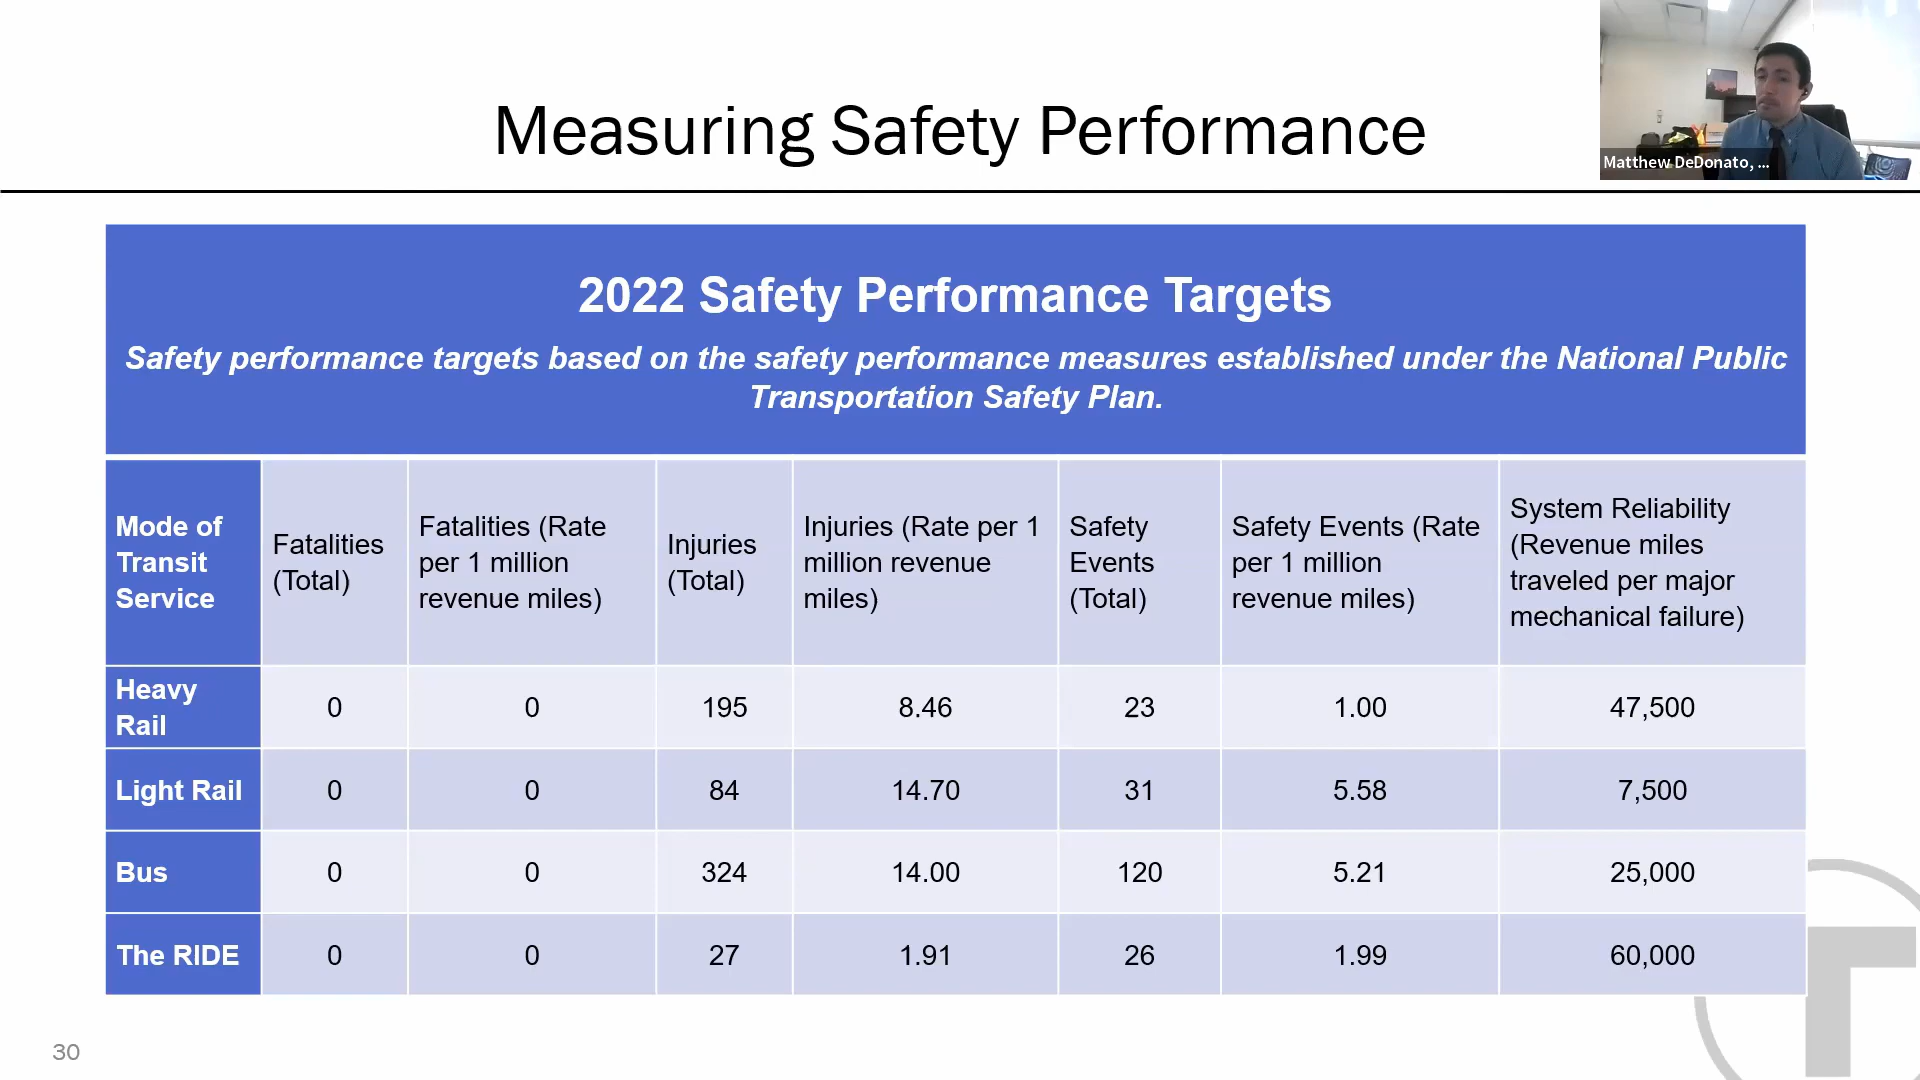 Measuring Safety Performance
Matthew DeDonato, ...
2022 Safety Performance Targets
Safety performance targets based on the safety performance measures established under the National Public
Transportation Safety Plan.
Mode of
Transit
Service
Fatalities
(Total)
Fatalities (Rate
per 1 million
revenue miles)
Injuries
(Total)
Injuries (Rate per 1
million revenue
miles)
Safety
Events
(Total)
Safety Events (Rate
per 1 million
revenue miles)
System Reliability
(Revenue miles
traveled per major
mechanical failure)
Heavy
Rail
0 0 195 8.46 23 1.00 47,500
Light Rail 0 0 84 14.70 31 5.58 7,500
Bus 0 0 324 14.00 120 5.21 25,000
The RIDE 0 0 27 1.91 26 1.99 60,000
30